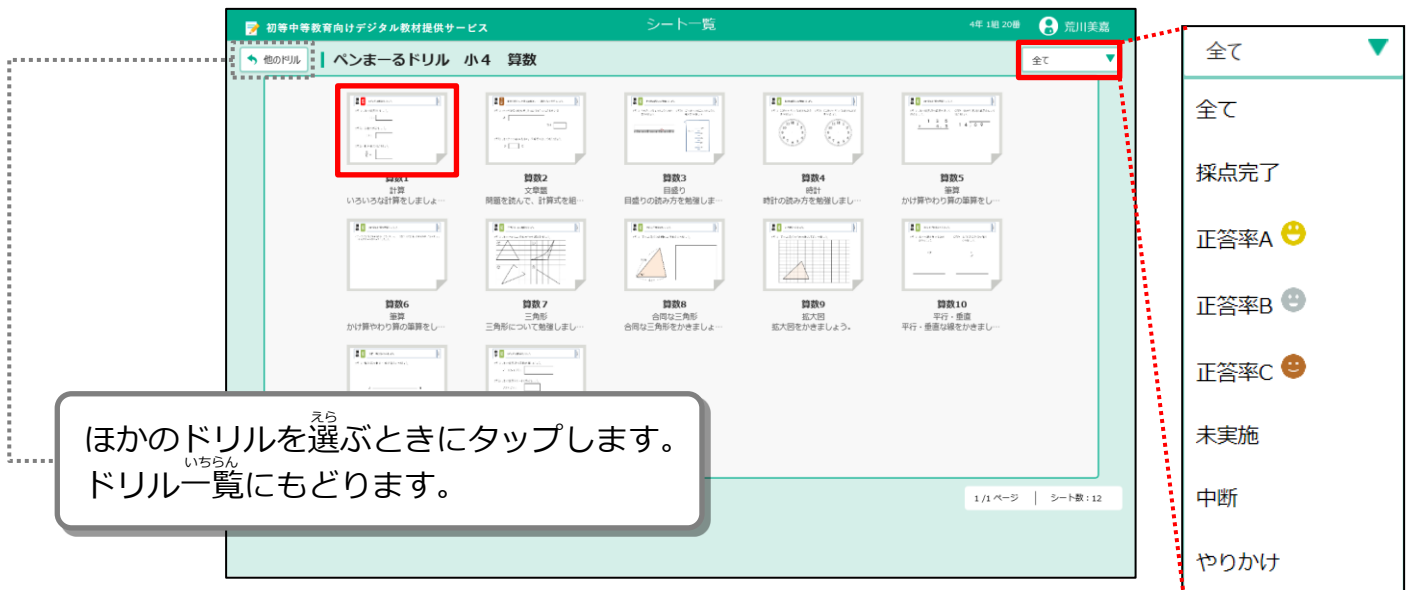 初等中等教育向けデジタル教材提供サービス
シート一覧
4年 1組 20番
荒川美嘉
他のドリル
ペンまーるドリル 小4 算数
全て
算数1
計算
いろいろな計算をしましょ…
算数2
文章題
問題を読んで、計算式を組…
算数3
目盛り
目盛りの読み方を勉強しま…
算数4
時計
時計の読み方を勉強しまし…
算数5
筆算
かけ算やわり算の筆算をし…
算数6
筆算
かけ算やわり算の筆算をし…
算数7
三角形
三角形について勉強しまし…
算数8
合同な三角形
合同な三角形をかきましょ…
算数9
拡大図
拡大図をかきましょう。
算数10
平行・垂直
平行・垂直な線をかきまし…
ほかのドリルを選ぶときにタップします。
えら
ドリル一覧にもどります。
いちらん
1 /1 ページ
シート数：12
全て
全て
採点完了
正答率A
正答率B
正答率C
未実施
中断
やりかけ